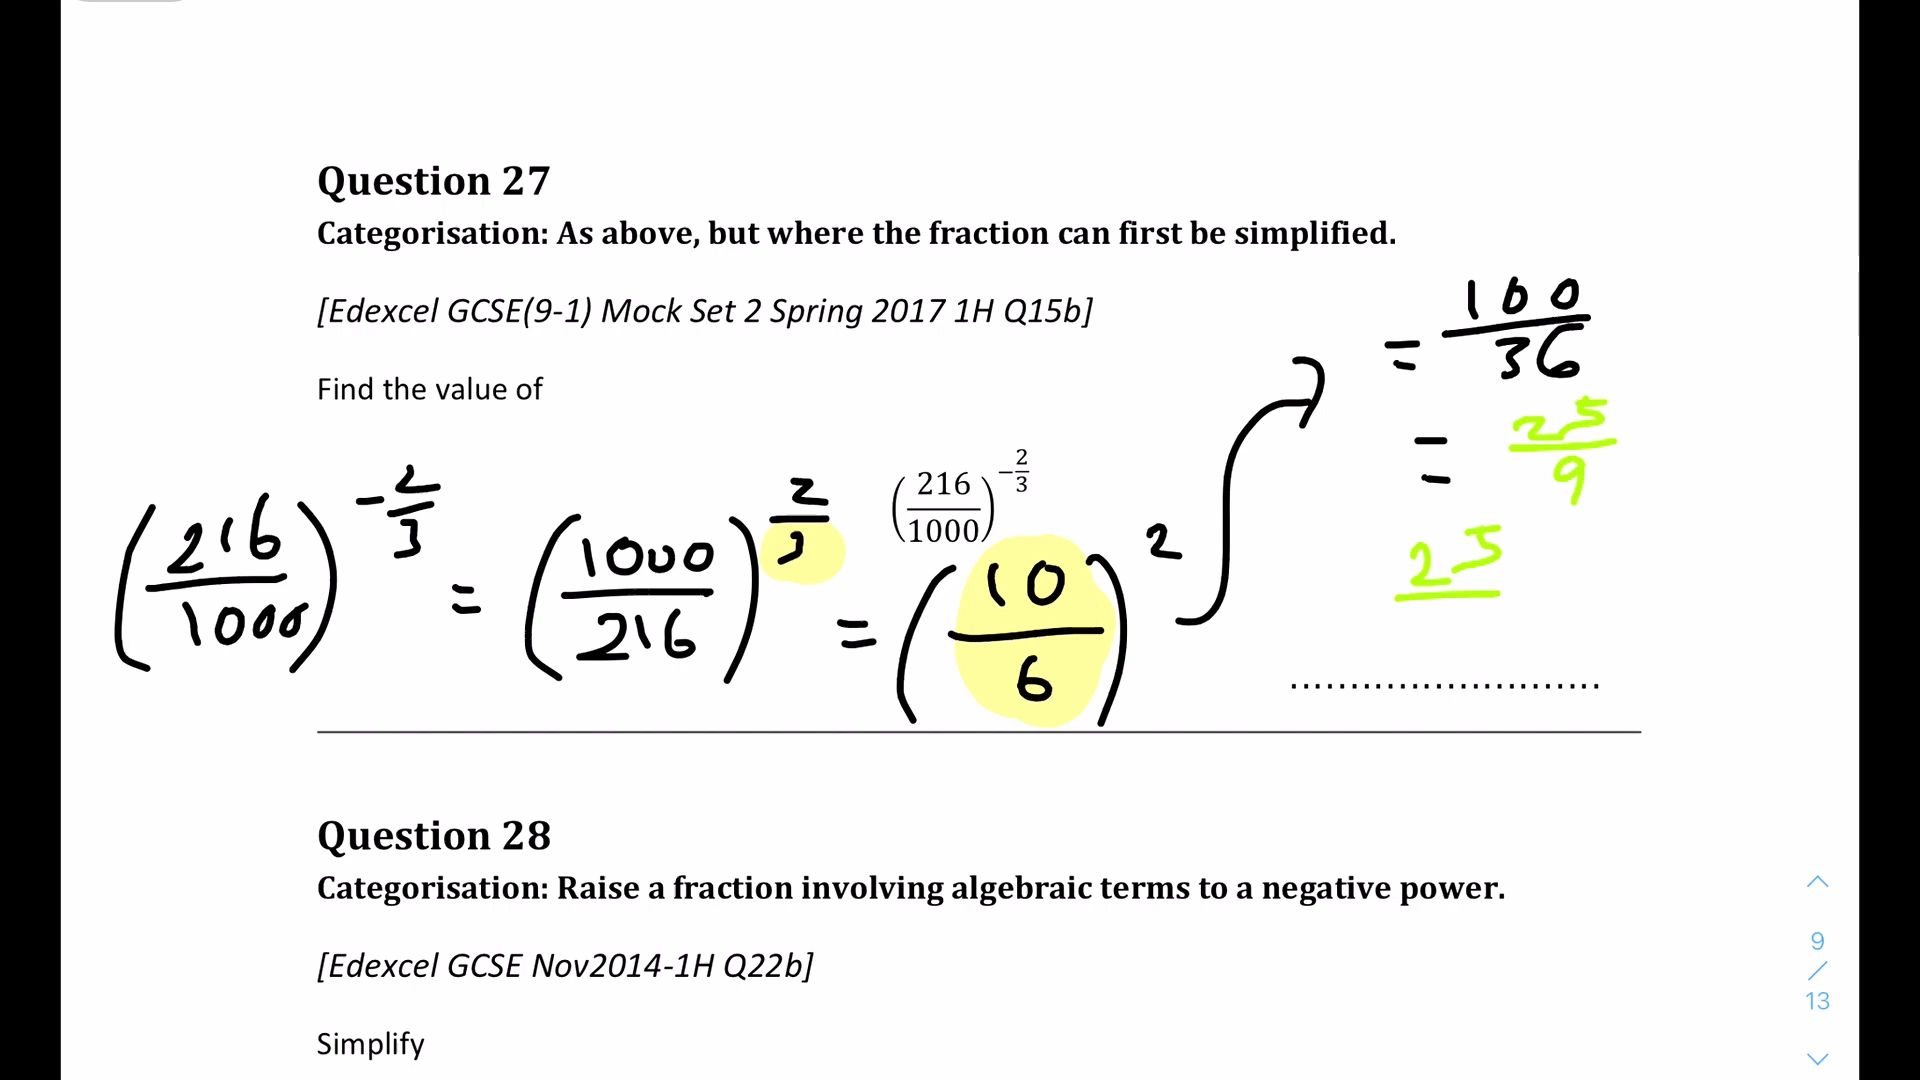 Question 27
Categorisation: As above, but where the fraction can first be simplified.
[Edexcel GCSE(9-1) Mock Set 2 Spring 2017 1H Q15b]
= 100/36
Find the value of
= 25/9
(216/1000)^(-2/3)
(216/1000)^(-2/3) = (1000/216)^(2/3) = (10/6)^2
25
...........................
Question 28
Categorisation: Raise a fraction involving algebraic terms to a negative power.
[Edexcel GCSE Nov2014-1H Q22b]
Simplify
9
/
13